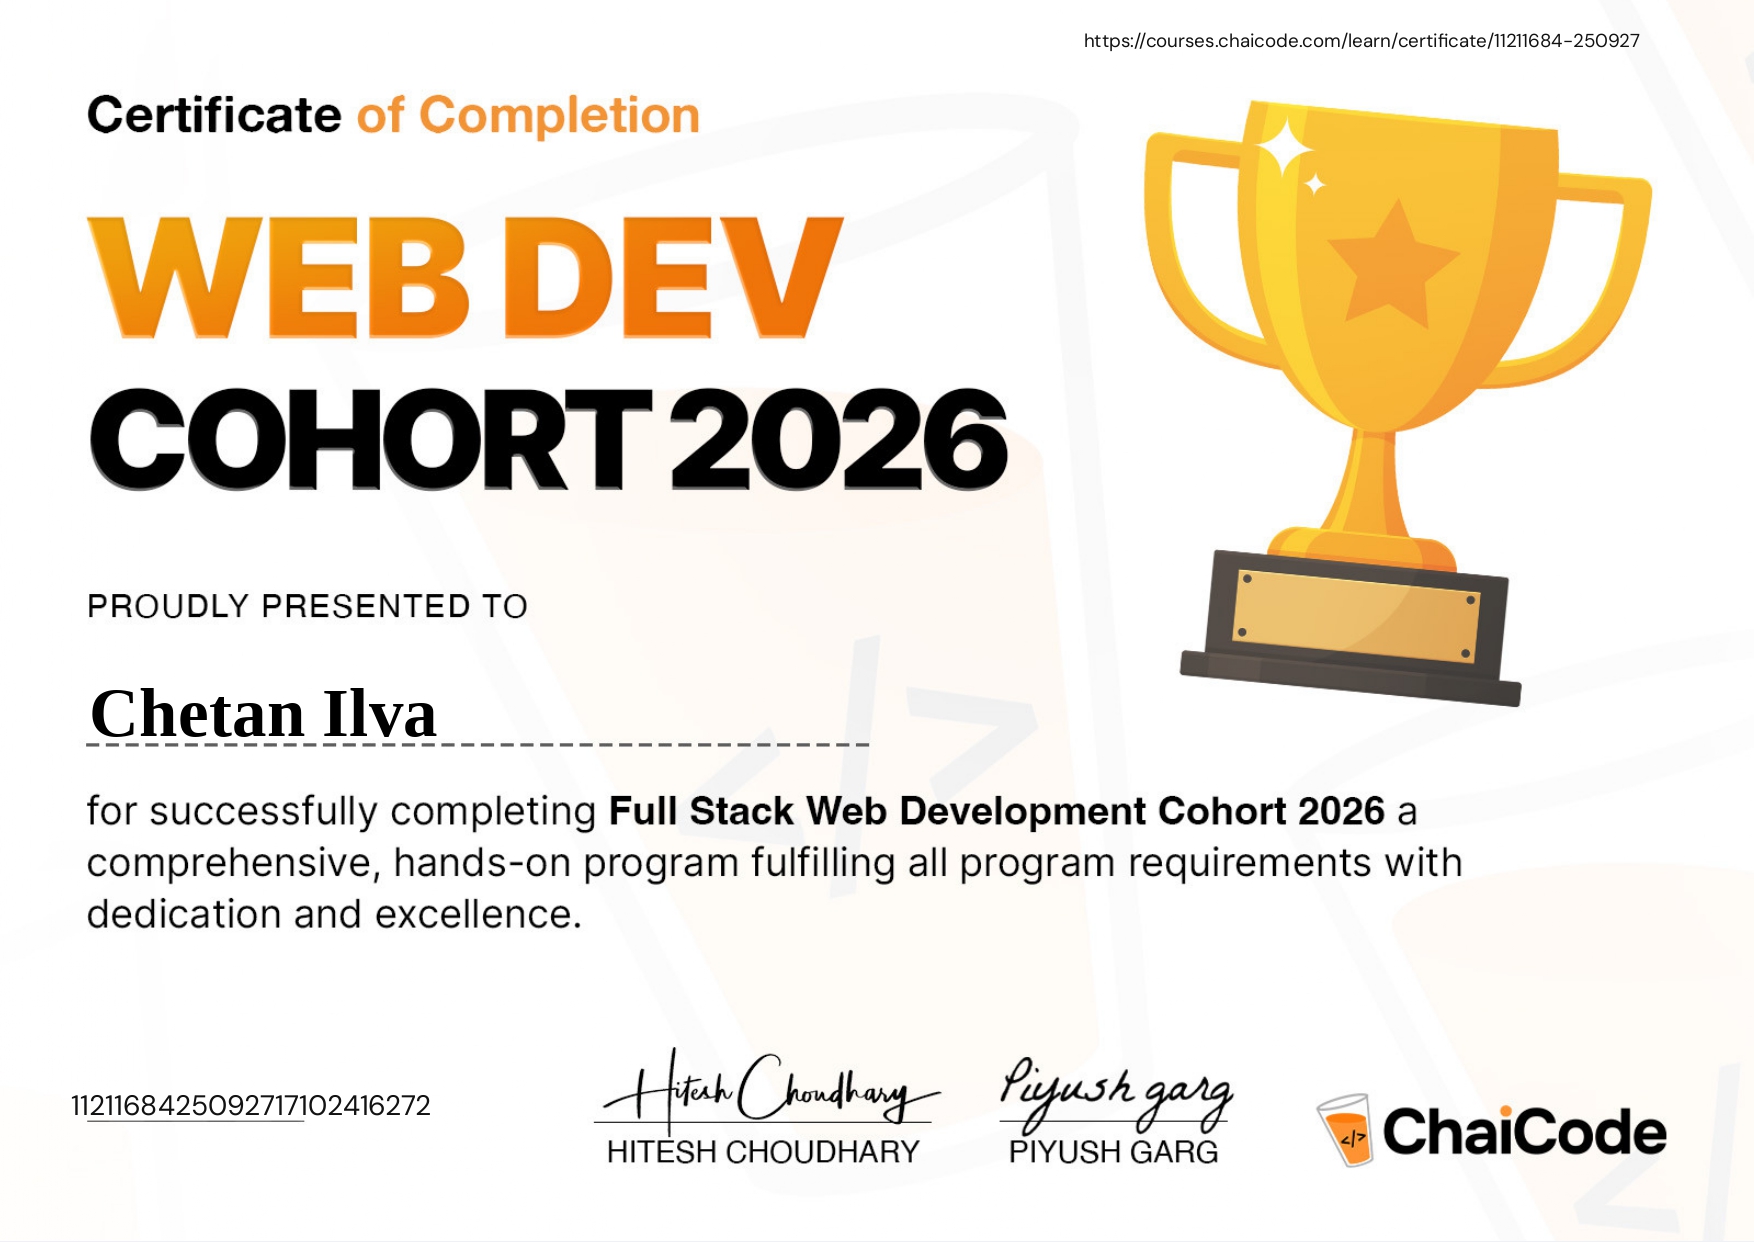 https://courses.chaicode.com/learn/certificate/11211684-250927
Certificate of Completion
WEB DEV
COHORT 2026
PROUDLY PRESENTED TO
Chetan Ilva
for successfully completing Full Stack Web Development Cohort 2026 a
comprehensive, hands-on program fulfilling all program requirements with
dedication and excellence.
1121168425092717102416272
Hitesh Choudhary
HITESH CHOUDHARY
Piyush garg
PIYUSH GARG
</>
ChaiCode